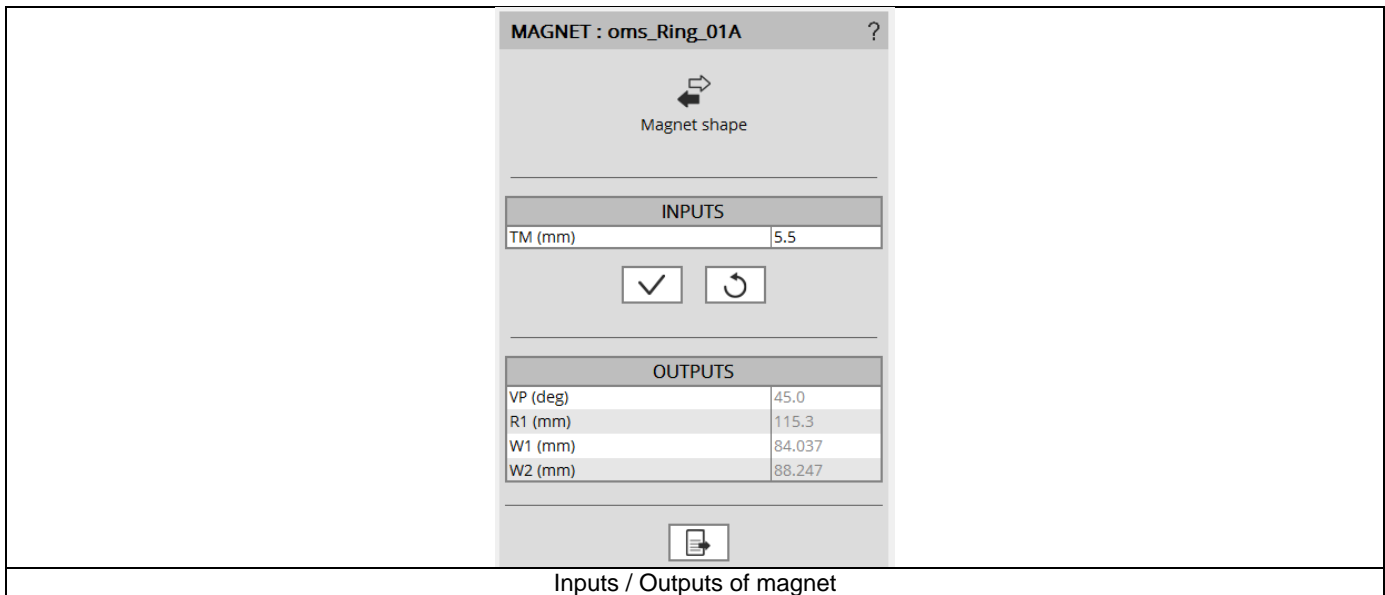 MAGNET : oms_Ring_01A ?
Magnet shape
INPUTS
TM (mm) 5.5
OUTPUTS
VP (deg) 45.0
R1 (mm) 115.3
W1 (mm) 84.037
W2 (mm) 88.247
Inputs / Outputs of magnet